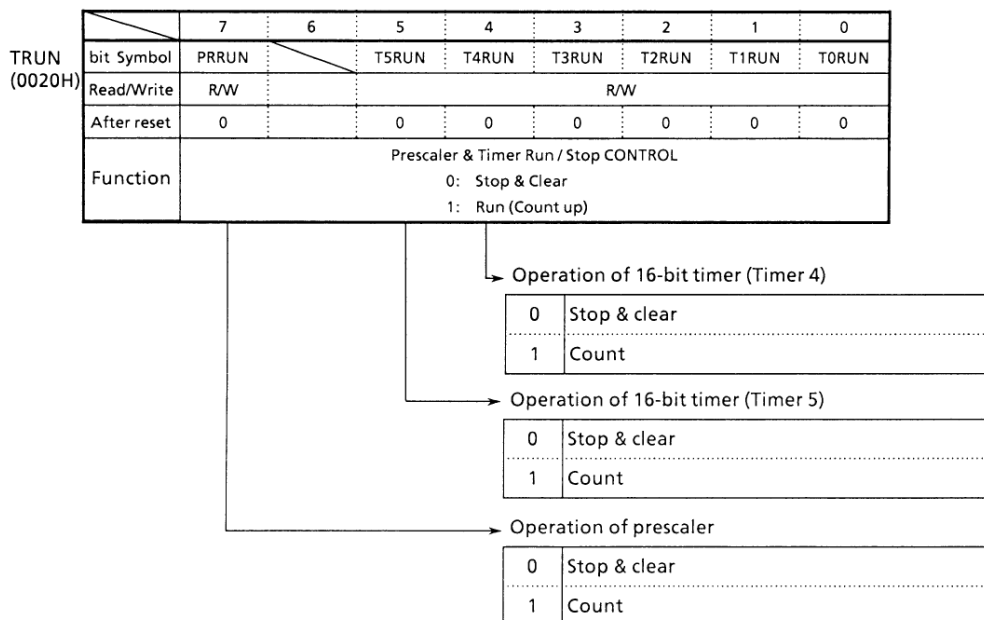 7 6 5 4 3 2 1 0
TRUN
(0020H)
bit Symbol PRRUN T5RUN T4RUN T3RUN T2RUN T1RUN T0RUN
Read/Write R/W R/W
After reset 0 0 0 0 0 0 0
Function
Prescaler & Timer Run / Stop CONTROL
0: Stop & Clear
1: Run (Count up)
Operation of 16-bit timer (Timer 4)
0 Stop & clear
1 Count
Operation of 16-bit timer (Timer 5)
0 Stop & clear
1 Count
Operation of prescaler
0 Stop & clear
1 Count